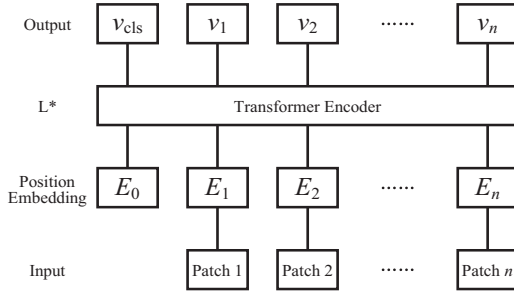 Output v_cls v_1 v_2 ...... v_n
L* Transformer Encoder
Position
Embedding E_0 E_1 E_2 ...... E_n
Input Patch 1 Patch 2 ...... Patch n